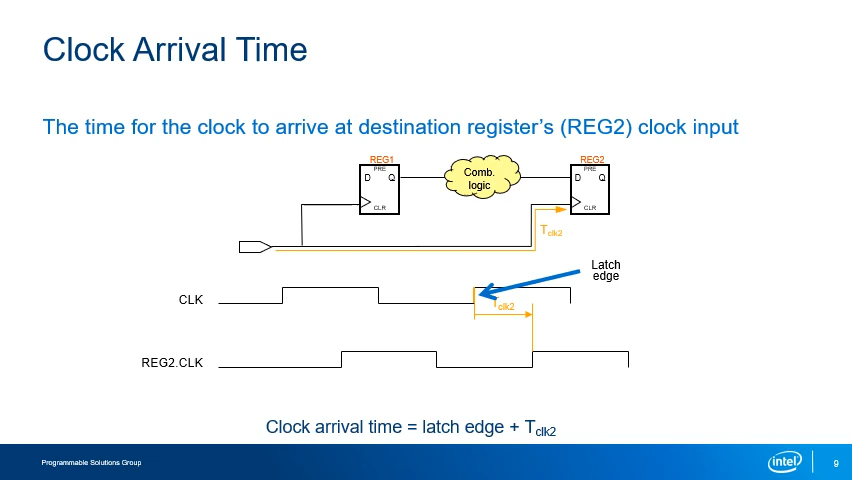 Clock Arrival Time
The time for the clock to arrive at destination register's (REG2) clock input
REG1
PRE
D Q
CLR
Comb.
logic
REG2
PRE
D Q
CLR
Tclk2
Latch
edge
CLK
Tclk2
REG2.CLK
Clock arrival time = latch edge + Tclk2
Programmable Solutions Group
intel
9